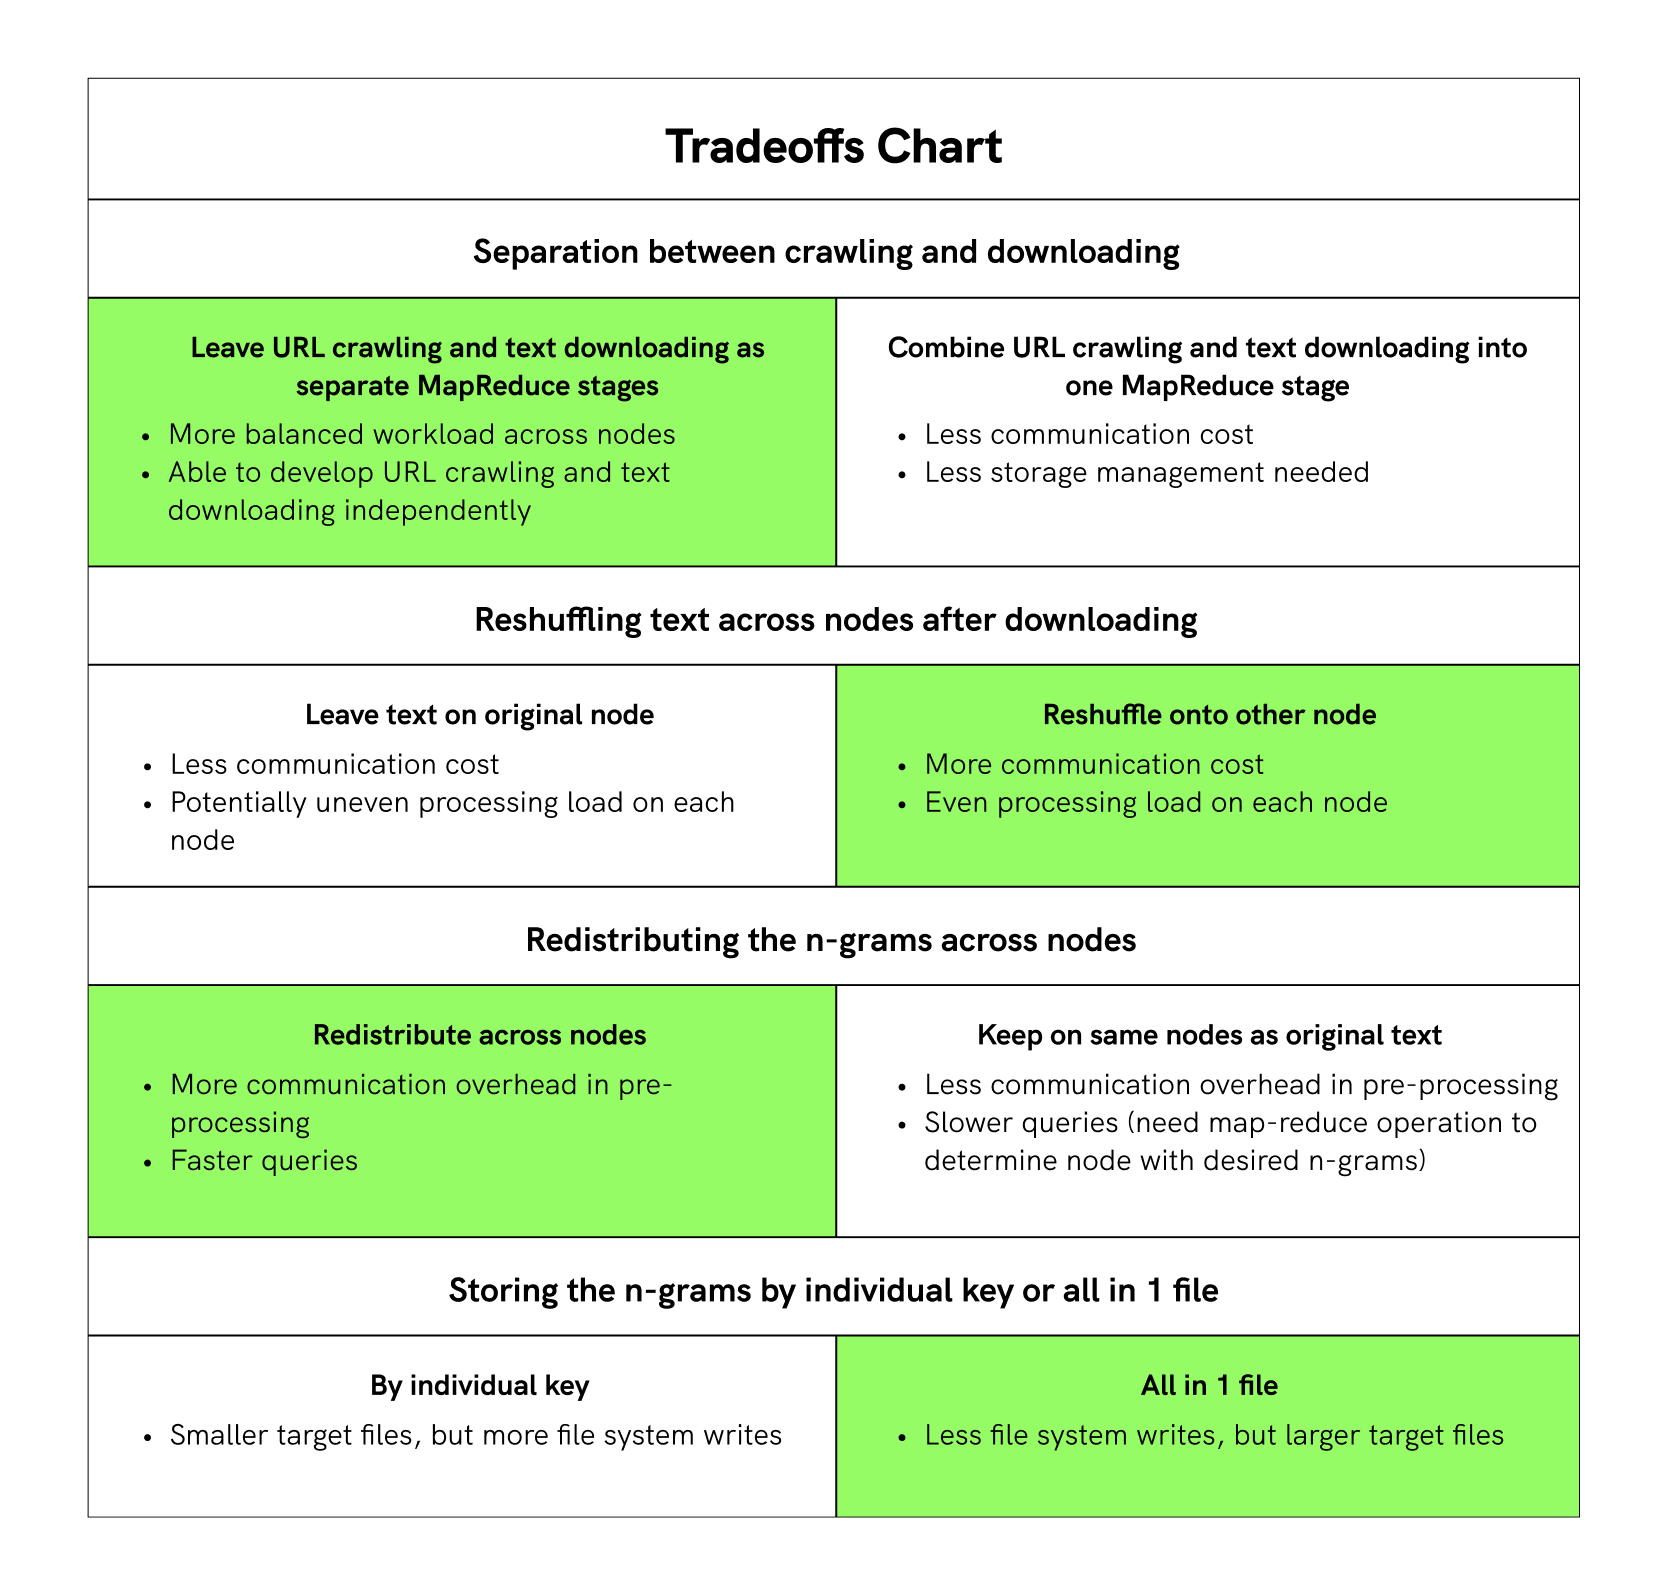 Tradeoffs Chart
Separation between crawling and downloading
Leave URL crawling and text downloading as
separate MapReduce stages
• More balanced workload across nodes
• Able to develop URL crawling and text
downloading independently
Combine URL crawling and text downloading into
one MapReduce stage
• Less communication cost
• Less storage management needed
Reshuffling text across nodes after downloading
Leave text on original node
• Less communication cost
• Potentially uneven processing load on each
node
Reshuffle onto other node
• More communication cost
• Even processing load on each node
Redistributing the n-grams across nodes
Redistribute across nodes
• More communication overhead in pre-
processing
• Faster queries
Keep on same nodes as original text
• Less communication overhead in pre-processing
• Slower queries (need map-reduce operation to
determine node with desired n-grams)
Storing the n-grams by individual key or all in 1 file
By individual key
• Smaller target files, but more file system writes
All in 1 file
• Less file system writes, but larger target files